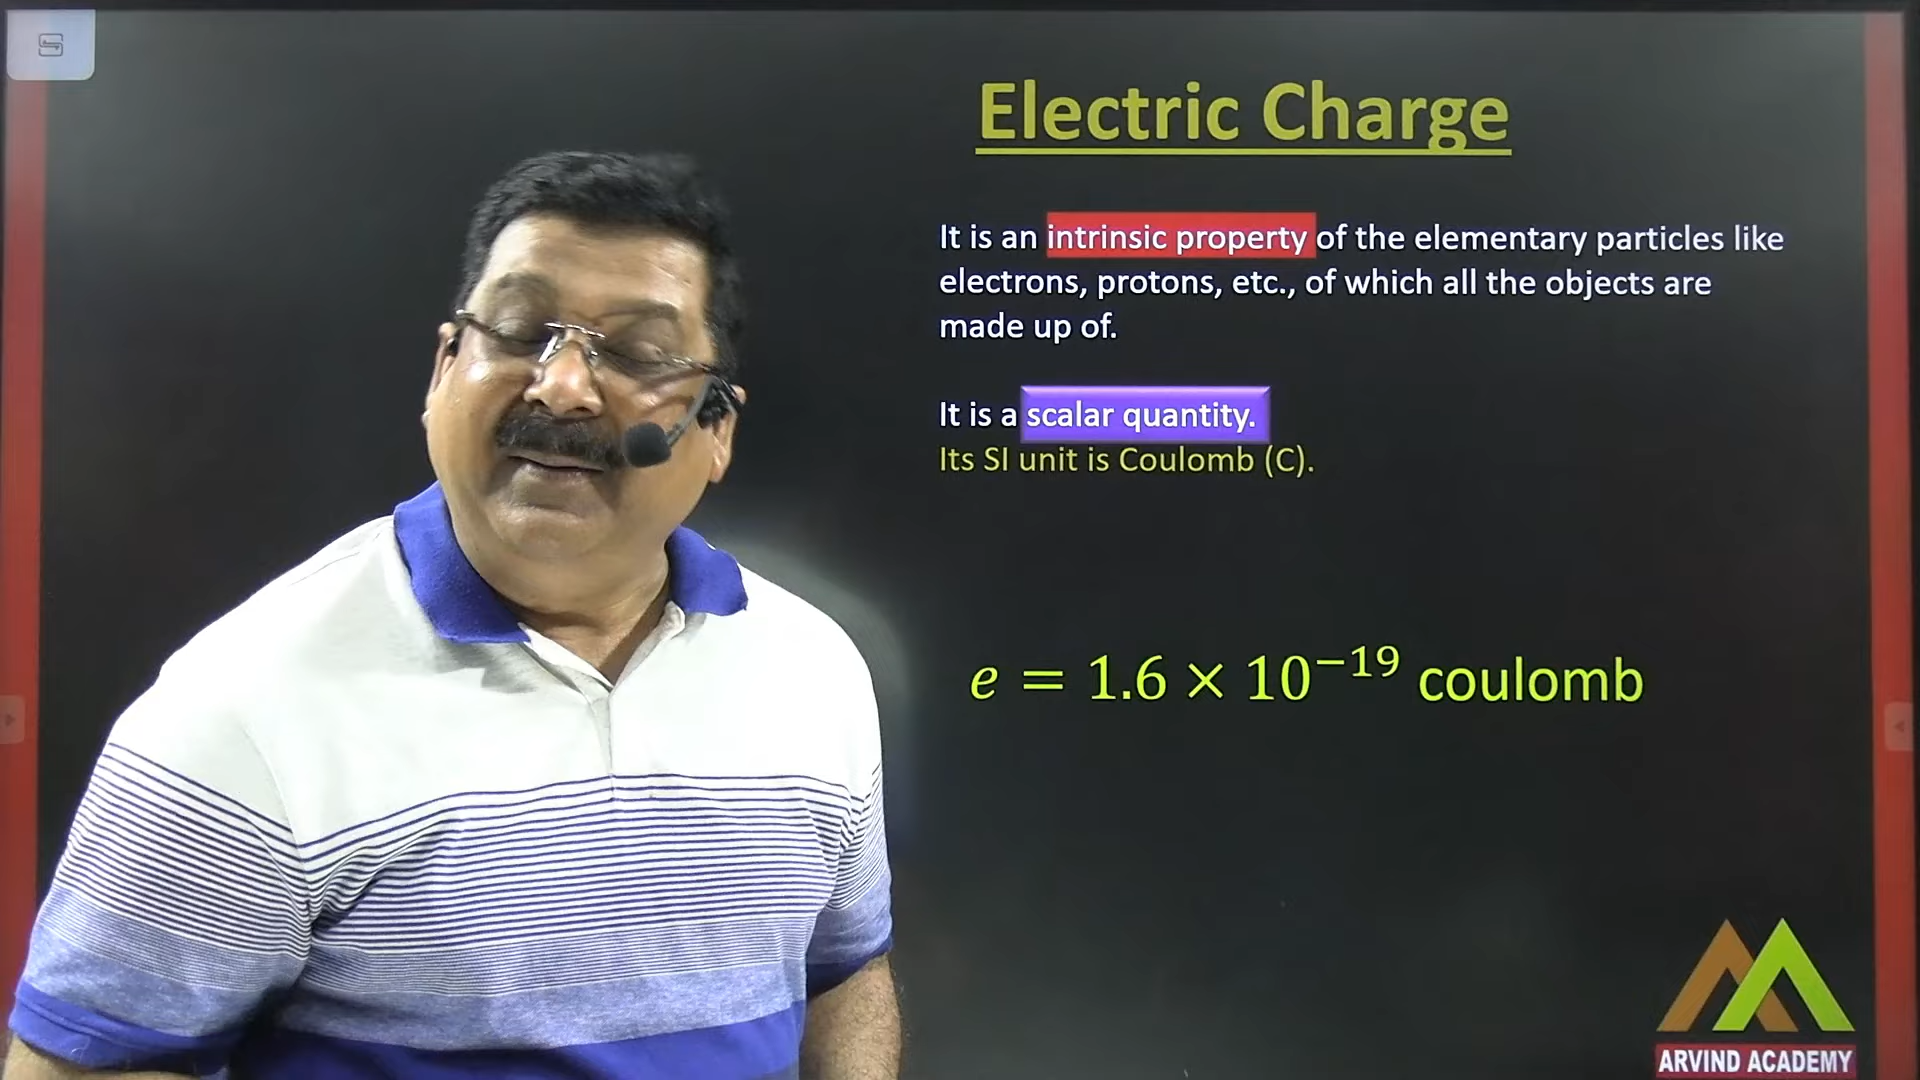 Electric Charge
It is an intrinsic property of the elementary particles like
electrons, protons, etc., of which all the objects are
made up of.
It is a scalar quantity.
Its SI unit is Coulomb (C).
e = 1.6 × 10⁻¹⁹ coulomb
ARVIND ACADEMY